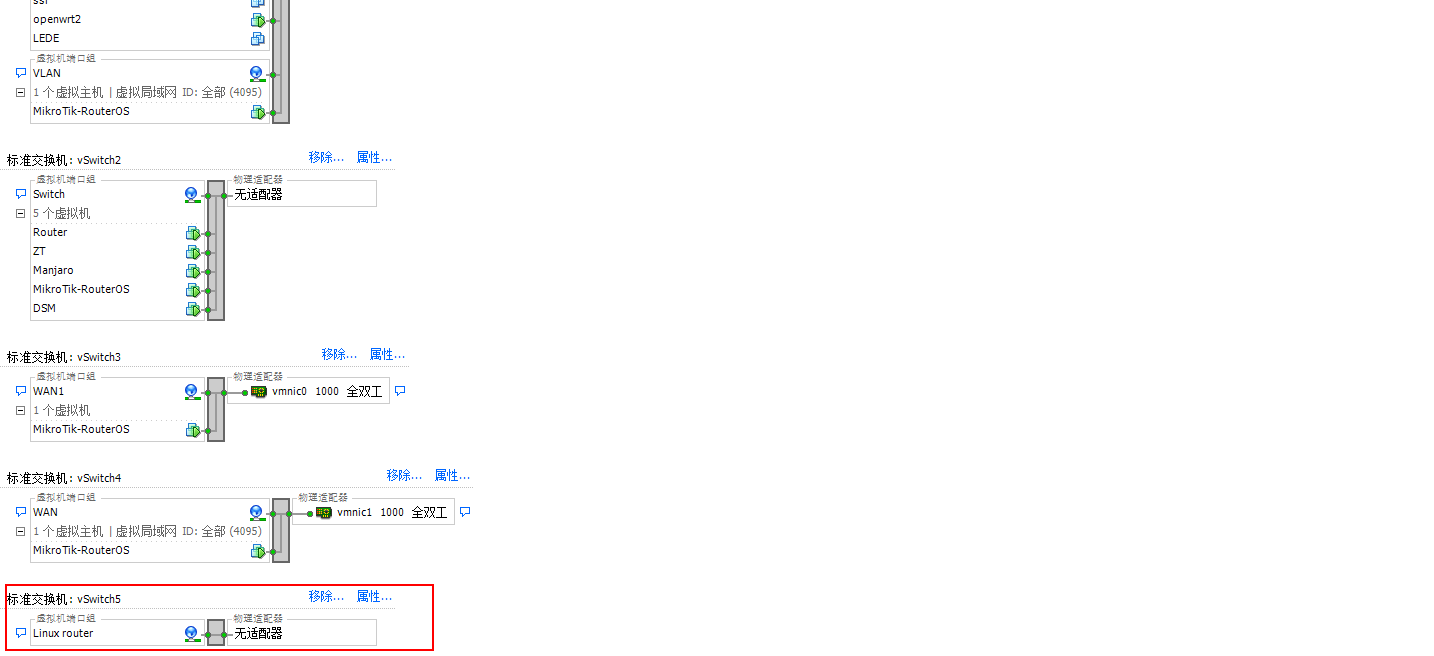 openwrt2
LEDE
虚拟机端口组
VLAN
1 个虚拟主机 | 虚拟局域网 ID: 全部 (4095)
MikroTik-RouterOS
标准交换机: vSwitch2 移除... 属性...
虚拟机端口组 物理适配器
Switch 无适配器
5 个虚拟机
Router
ZT
Manjaro
MikroTik-RouterOS
DSM
标准交换机: vSwitch3 移除... 属性...
虚拟机端口组 物理适配器
WAN1 vmnic0 1000 全双工
1 个虚拟机
MikroTik-RouterOS
标准交换机: vSwitch4 移除... 属性...
虚拟机端口组 物理适配器
WAN vmnic1 1000 全双工
1 个虚拟主机 | 虚拟局域网 ID: 全部 (4095)
MikroTik-RouterOS
标准交换机: vSwitch5 移除... 属性...
虚拟机端口组 物理适配器
Linux router 无适配器